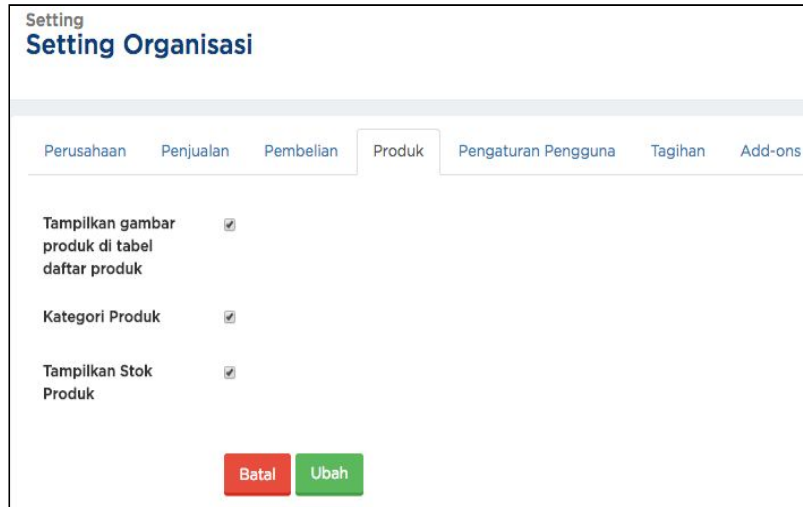 Setting
Setting Organisasi
Perusahaan Penjualan Pembelian Produk Pengaturan Pengguna Tagihan Add-ons
Tampilkan gambar
produk di tabel
daftar produk
Kategori Produk
Tampilkan Stok
Produk
Batal Ubah